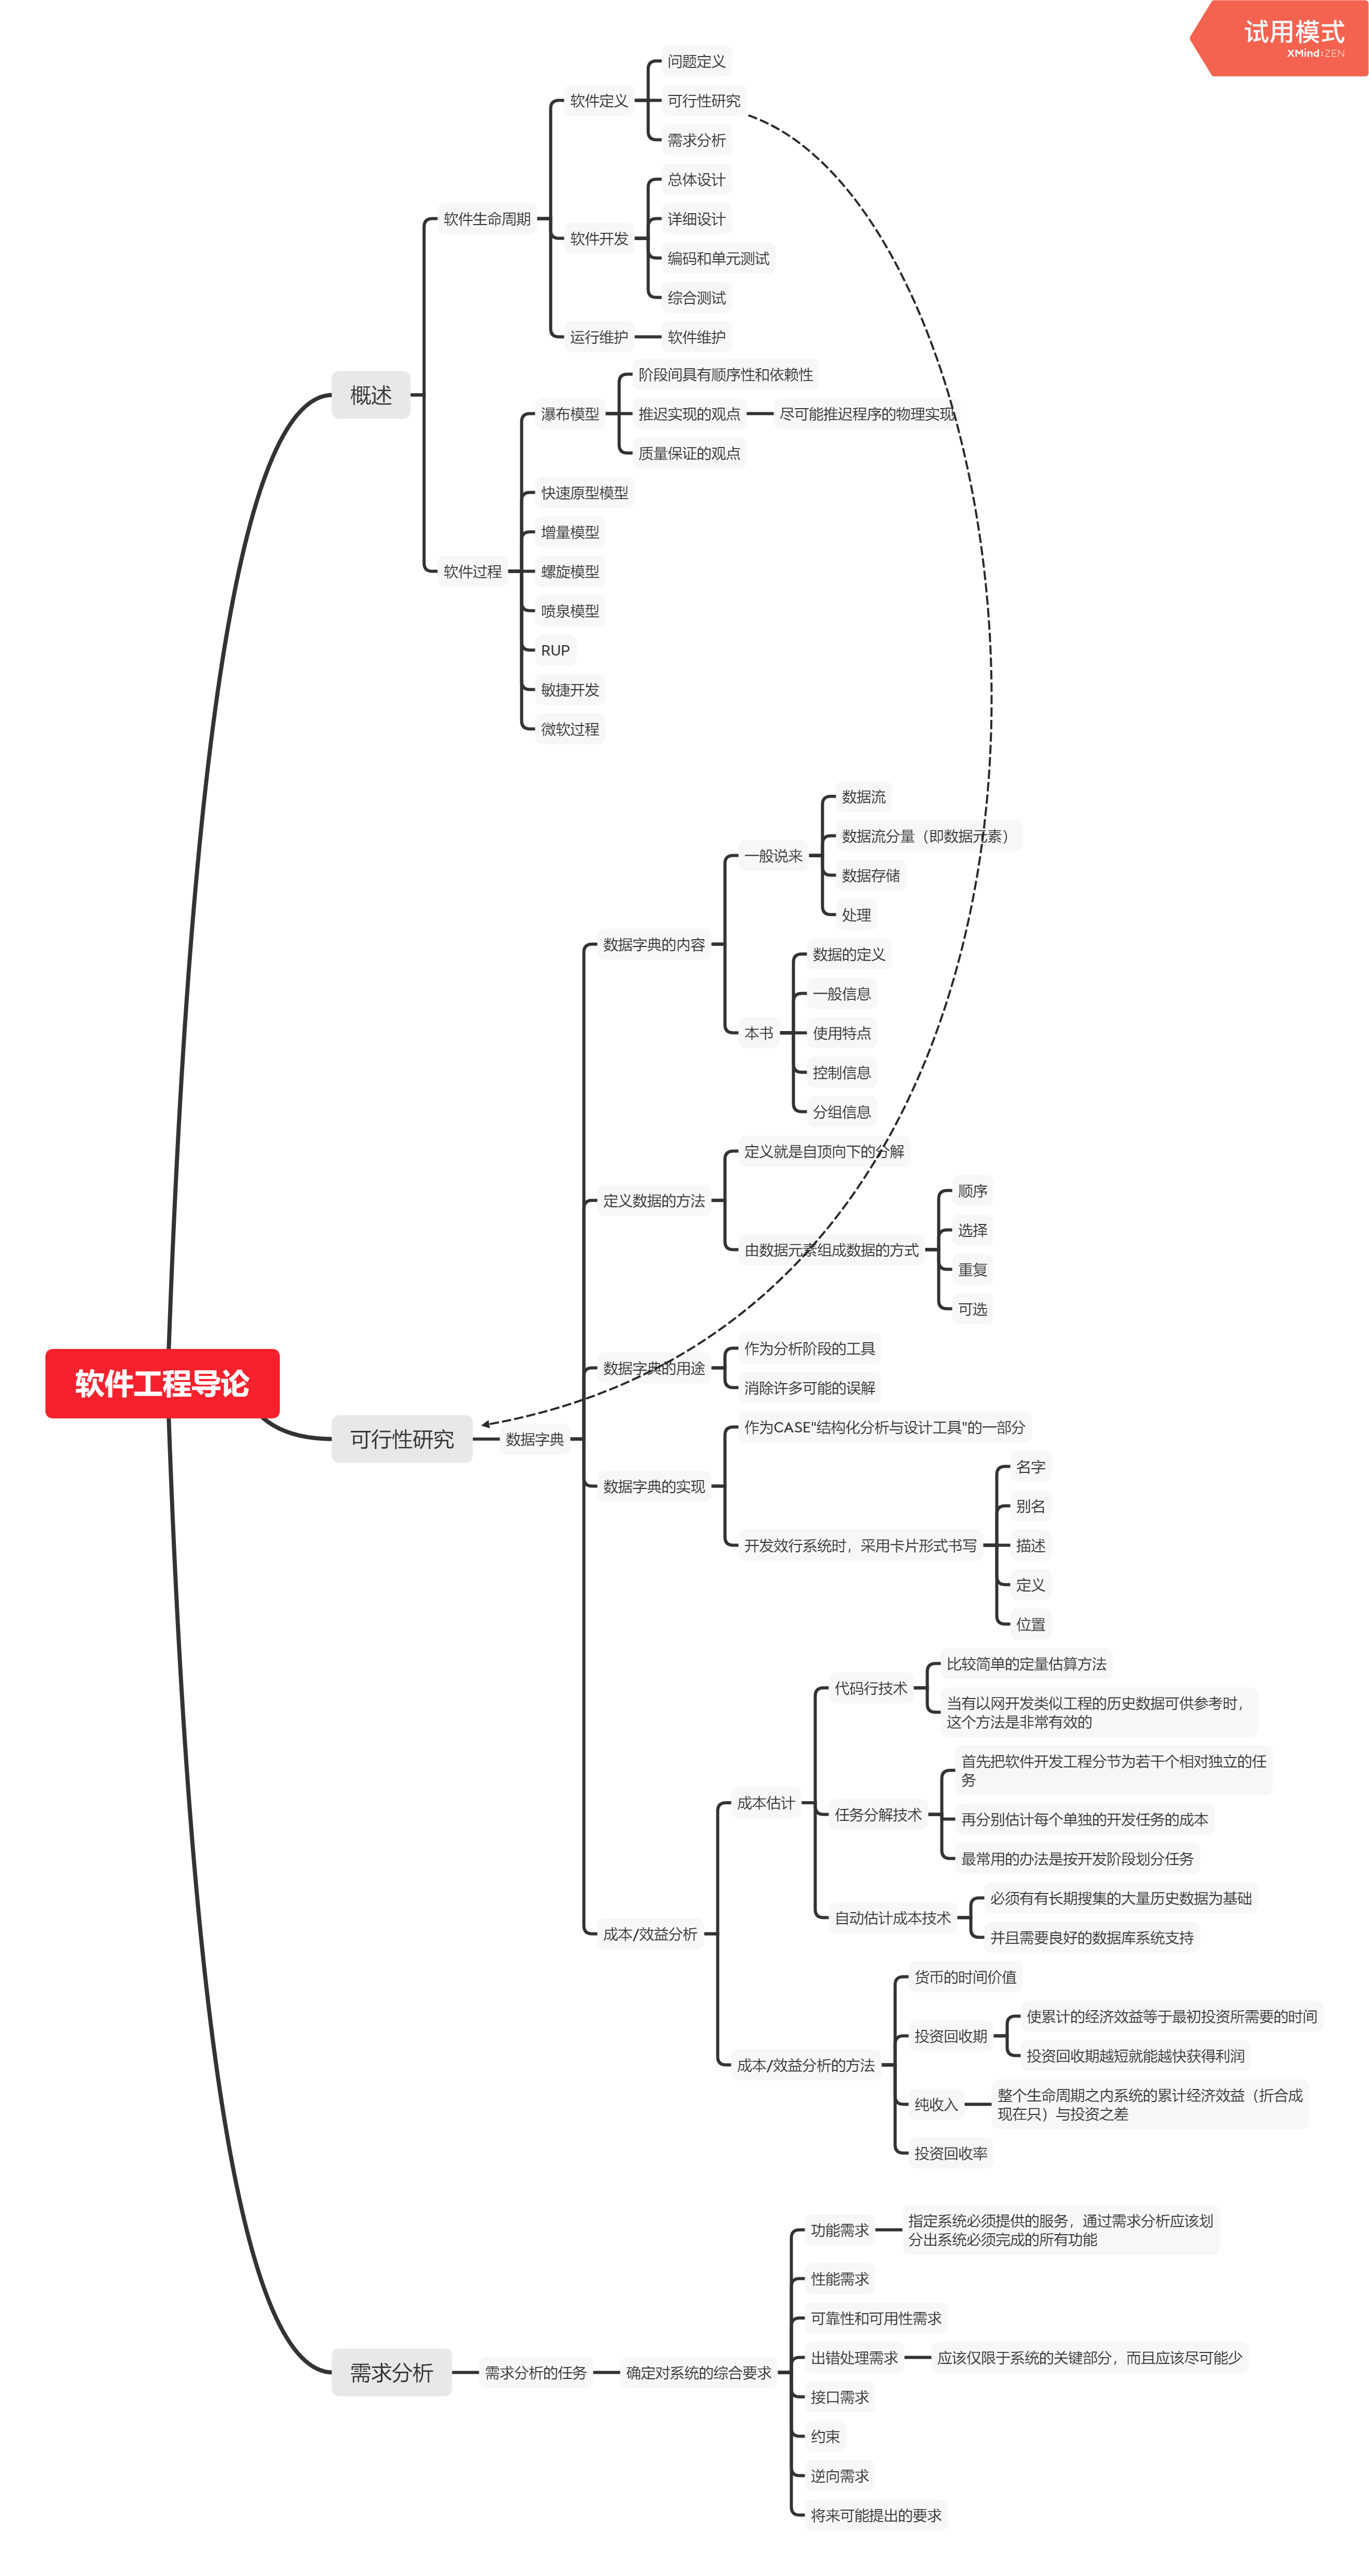 试用模式
XMind:ZEN
软件工程导论
概述
软件生命周期
软件定义
问题定义
可行性研究
需求分析
软件开发
总体设计
详细设计
编码和单元测试
综合测试
运行维护
软件维护
软件过程
瀑布模型
阶段间具有顺序性和依赖性
推迟实现的观点
尽可能推迟程序的物理实现
质量保证的观点
快速原型模型
增量模型
螺旋模型
喷泉模型
RUP
敏捷开发
微软过程
可行性研究
数据字典
数据字典的内容
一般说来
数据流
数据流分量（即数据元素）
数据存储
处理
本书
数据的定义
一般信息
使用特点
控制信息
分组信息
定义数据的方法
定义就是自顶向下的分解
由数据元素组成数据的方式
顺序
选择
重复
可选
数据字典的用途
作为分析阶段的工具
消除许多可能的误解
数据字典的实现
作为CASE"结构化分析与设计工具"的一部分
开发效行系统时，采用卡片形式书写
名字
别名
描述
定义
位置
成本/效益分析
成本估计
代码行技术
比较简单的定量估算方法
当有以网开发类似工程的历史数据可供参考时，
这个方法是非常有效的
任务分解技术
首先把软件开发工程分节为若干个相对独立的任
务
再分别估计每个单独的开发任务的成本
最常用的办法是按开发阶段划分任务
自动估计成本技术
必须有有长期搜集的大量历史数据为基础
并且需要良好的数据库系统支持
成本/效益分析的方法
货币的时间价值
投资回收期
使累计的经济效益等于最初投资所需要的时间
投资回收期越短就能越快获得利润
纯收入
整个生命周期之内系统的累计经济效益（折合成
现在只）与投资之差
投资回收率
需求分析
需求分析的任务
确定对系统的综合要求
功能需求
指定系统必须提供的服务，通过需求分析应该划
分出系统必须完成的所有功能
性能需求
可靠性和可用性需求
出错处理需求
应该仅限于系统的关键部分，而且应该尽可能少
接口需求
约束
逆向需求
将来可能提出的要求